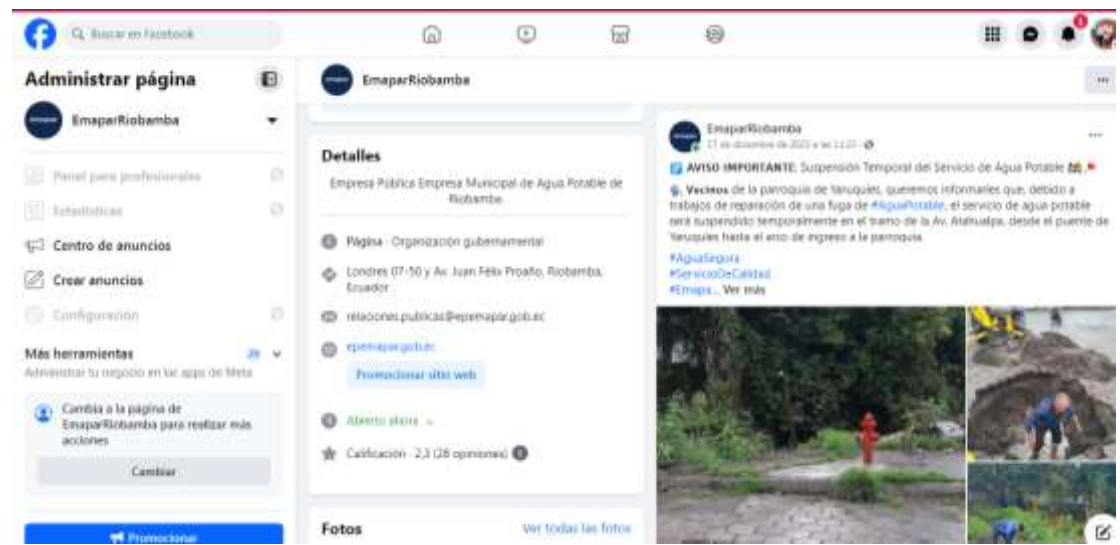 Buscar en Facebook
1
Administrar página
EmaparRiobamba
Panel para profesionales
Estadísticas
Centro de anuncios
Crear anuncios
Configuración
Más herramientas
Administrar tu negocio en las apps de Meta
Cambia a la página de
EmaparRiobamba para realizar más
acciones
Cambiar
Promocionar
EmaparRiobamba
Detalles
Empresa Pública Empresa Municipal de Agua Potable de
Riobamba.
Página · Organización gubernamental
Londres 07-50 y Av. Juan Félix Proaño, Riobamba,
Ecuador
relaciones.publicas@epemapar.gob.ec
epemapar.gob.ec
Promocionar sitio web
Abierto ahora
Calificación · 2,3 (28 opiniones)
Fotos
Ver todas las fotos
EmaparRiobamba
de diciembre de a las
AVISO IMPORTANTE: Suspensión Temporal del Servicio de Agua Potable
Vecinos de la parroquia de Yaruquíes, queremos informarles que, debido a
trabajos de reparación de una fuga de #AguaPotable, el servicio de agua potable
será suspendido temporalmente en el tramo de la Av. Atahualpa, desde el puente de
Yaruquíes hasta el arco de ingreso a la parroquia.
#AguaSegura
#ServicioDeCalidad
#Emapa... Ver más